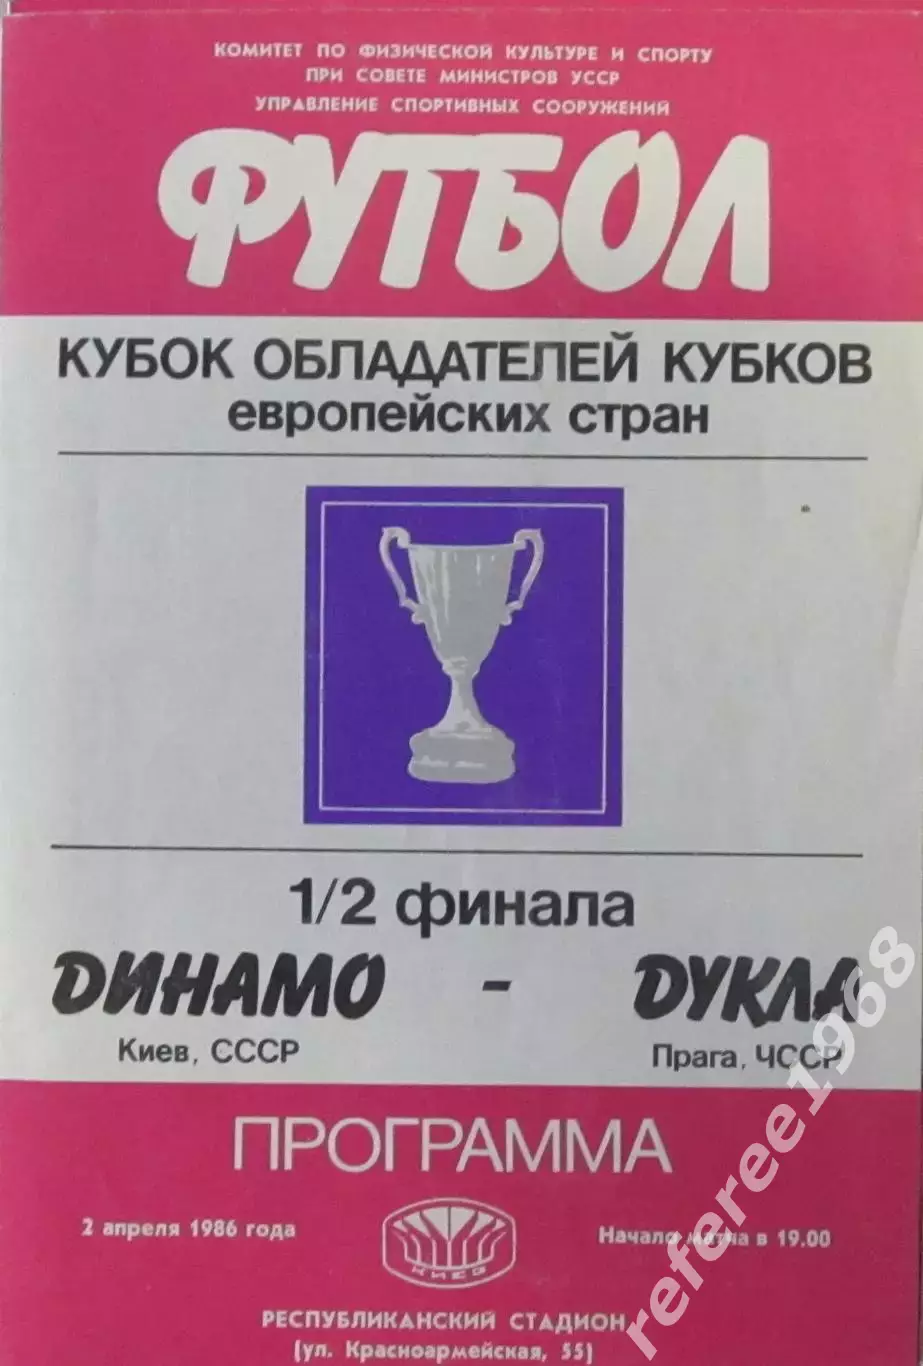 КОМИТЕТ ПО ФИЗИЧЕСКОЙ КУЛЬТУРЕ И СПОРТУ
ПРИ СОВЕТЕ МИНИСТРОВ УССР
УПРАВЛЕНИЕ СПОРТИВНЫХ СООРУЖЕНИЙ
ФУТБОЛ
КУБОК ОБЛАДАТЕЛЕЙ КУБКОВ
европейских стран
1/2 финала
ДИНАМО - ДУКЛА
Киев, СССР Прага, ЧССР
ПРОГРАММА
2 апреля 1986 года Начало матча в 19.00
КИЕВ
РЕСПУБЛИКАНСКИЙ СТАДИОН
(ул. Красноармейская, 55)
referee1968